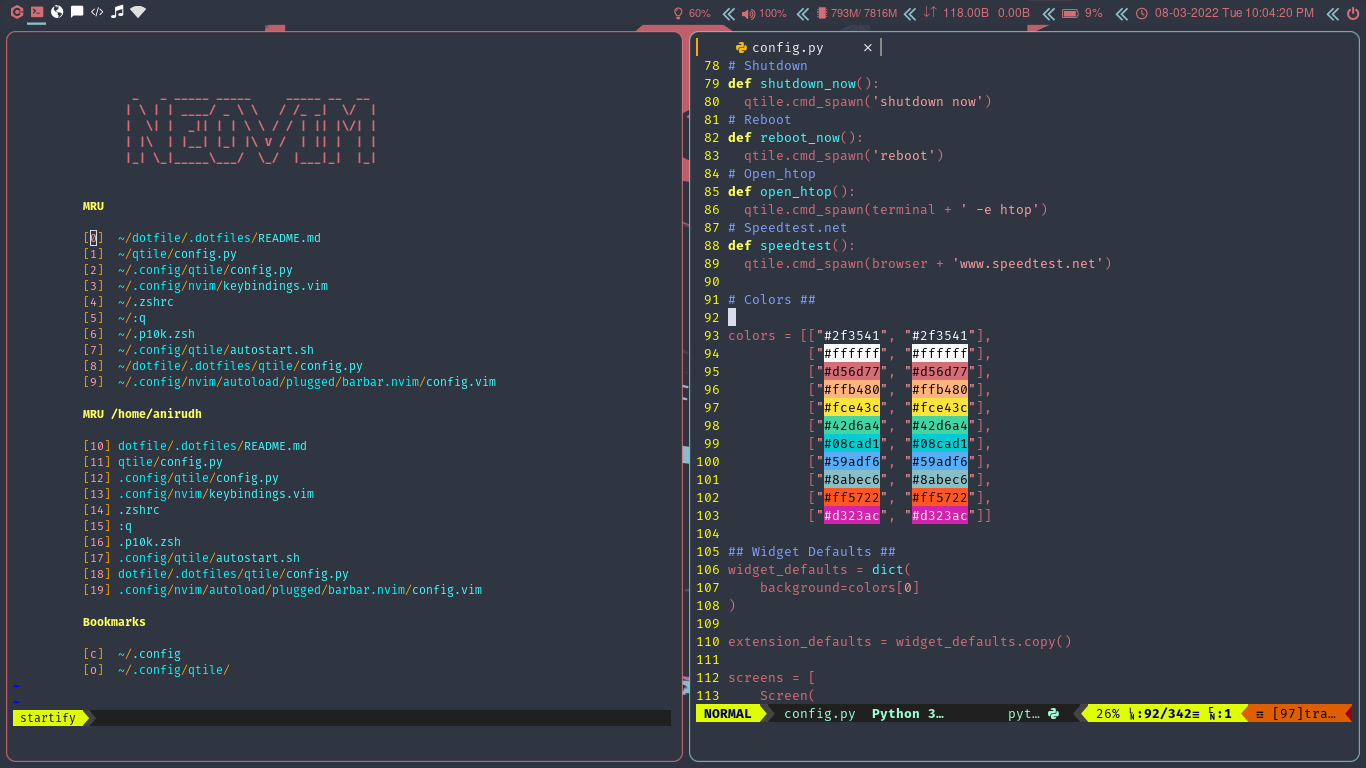 60% 100% 793M/ 7816M 118.00B 0.00B 9% 08-03-2022 Tue 10:04:20 PM
NEOVIM
MRU
[0] ~/dotfile/.dotfiles/README.md
[1] ~/qtile/config.py
[2] ~/.config/qtile/config.py
[3] ~/.config/nvim/keybindings.vim
[4] ~/.zshrc
[5] ~/:q
[6] ~/.p10k.zsh
[7] ~/.config/qtile/autostart.sh
[8] ~/dotfile/.dotfiles/qtile/config.py
[9] ~/.config/nvim/autoload/plugged/barbar.nvim/config.vim
MRU /home/anirudh
[10] dotfile/.dotfiles/README.md
[11] qtile/config.py
[12] .config/qtile/config.py
[13] .config/nvim/keybindings.vim
[14] .zshrc
[15] :q
[16] .p10k.zsh
[17] .config/qtile/autostart.sh
[18] dotfile/.dotfiles/qtile/config.py
[19] .config/nvim/autoload/plugged/barbar.nvim/config.vim
Bookmarks
[c] ~/.config
[o] ~/.config/qtile/
~
~
startify
config.py ×
78 # Shutdown
79 def shutdown_now():
80   qtile.cmd_spawn('shutdown now')
81 # Reboot
82 def reboot_now():
83   qtile.cmd_spawn('reboot')
84 # Open_htop
85 def open_htop():
86   qtile.cmd_spawn(terminal + ' -e htop')
87 # Speedtest.net
88 def speedtest():
89   qtile.cmd_spawn(browser + 'www.speedtest.net')
90
91 # Colors ##
92
93 colors = [["#2f3541", "#2f3541"],
94           ["#ffffff", "#ffffff"],
95           ["#d56d77", "#d56d77"],
96           ["#ffb480", "#ffb480"],
97           ["#fce43c", "#fce43c"],
98           ["#42d6a4", "#42d6a4"],
99           ["#08cad1", "#08cad1"],
100           ["#59adf6", "#59adf6"],
101           ["#8abec6", "#8abec6"],
102           ["#ff5722", "#ff5722"],
103           ["#d323ac", "#d323ac"]]
104
105 ## Widget Defaults ##
106 widget_defaults = dict(
107     background=colors[0]
108 )
109
110 extension_defaults = widget_defaults.copy()
111
112 screens = [
113     Screen(
NORMAL config.py Python 3… pyt… 26% :92/342≡ :1 [97]tra…